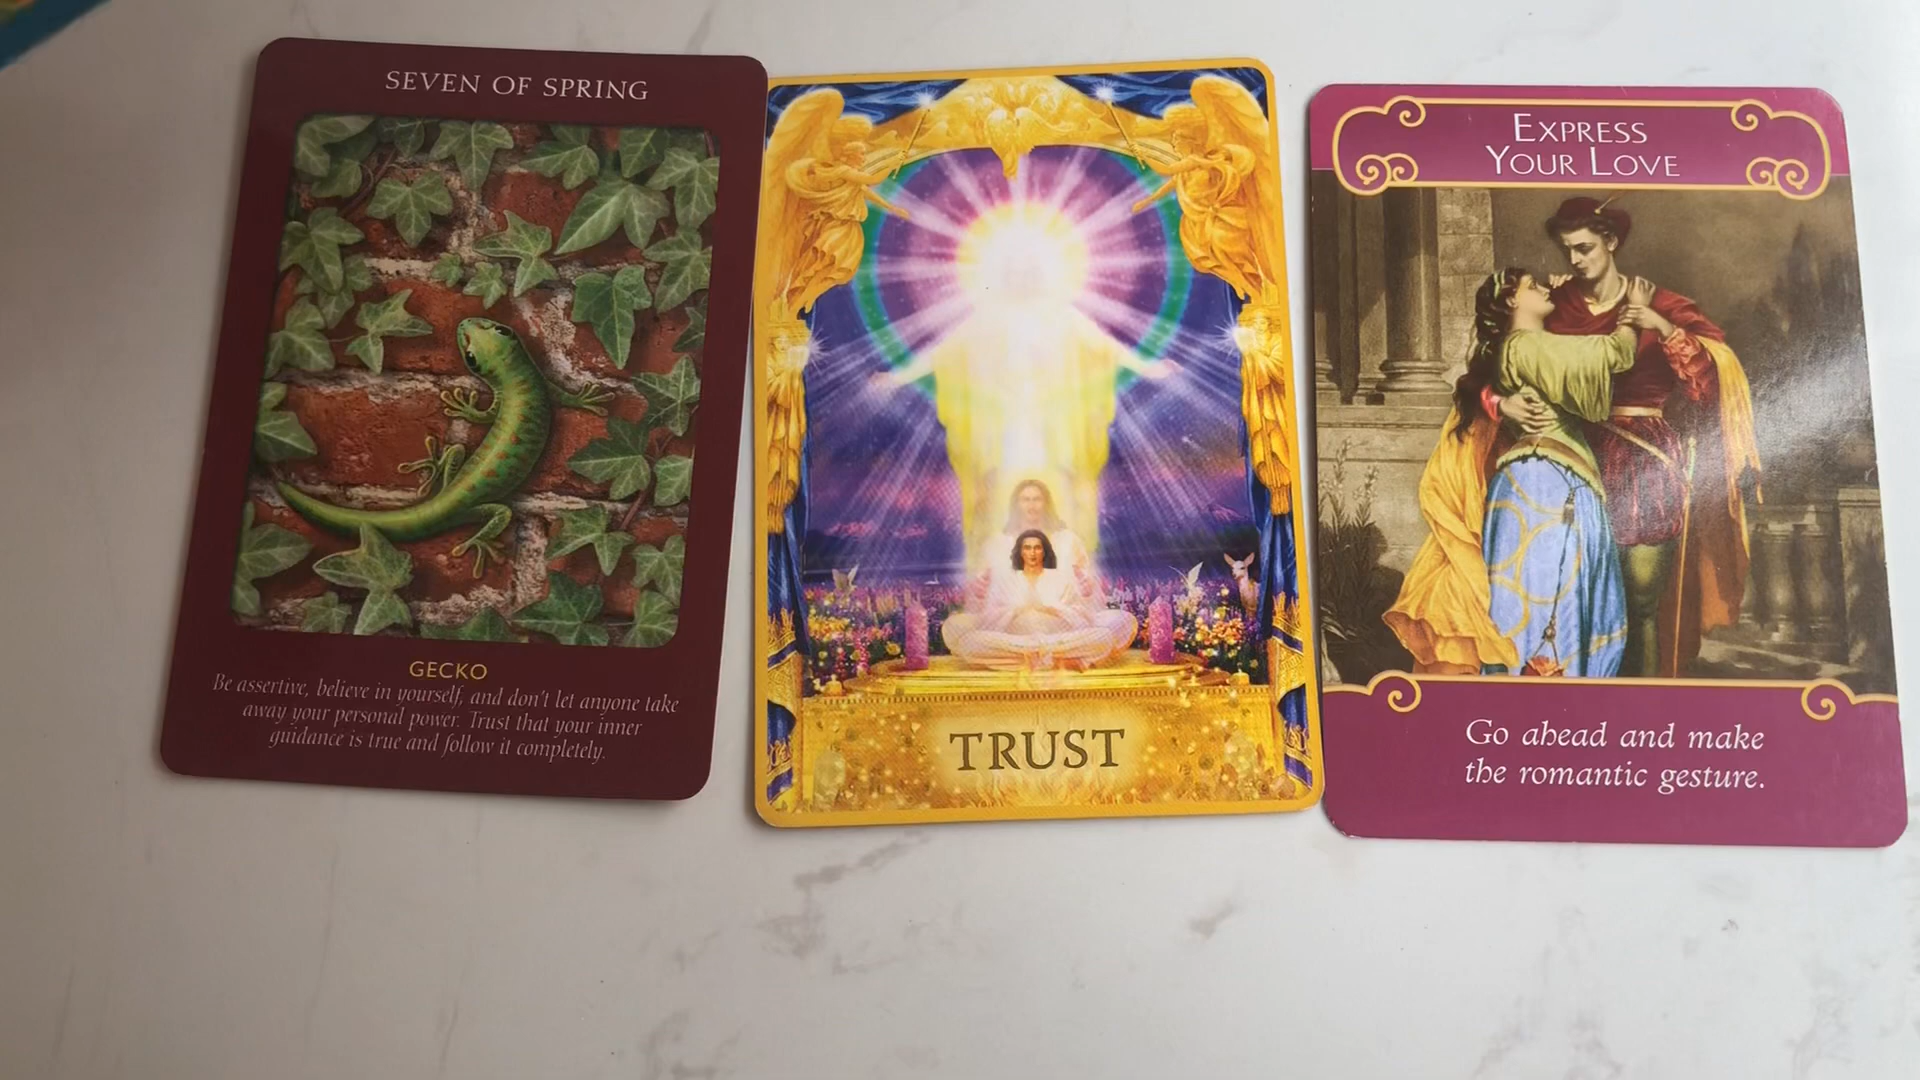 SEVEN OF SPRING
GECKO
Be assertive, believe in yourself, and don't let anyone take
away your personal power. Trust that your inner
guidance is true and follow it completely.
TRUST
EXPRESS
YOUR LOVE
Go ahead and make
the romantic gesture.